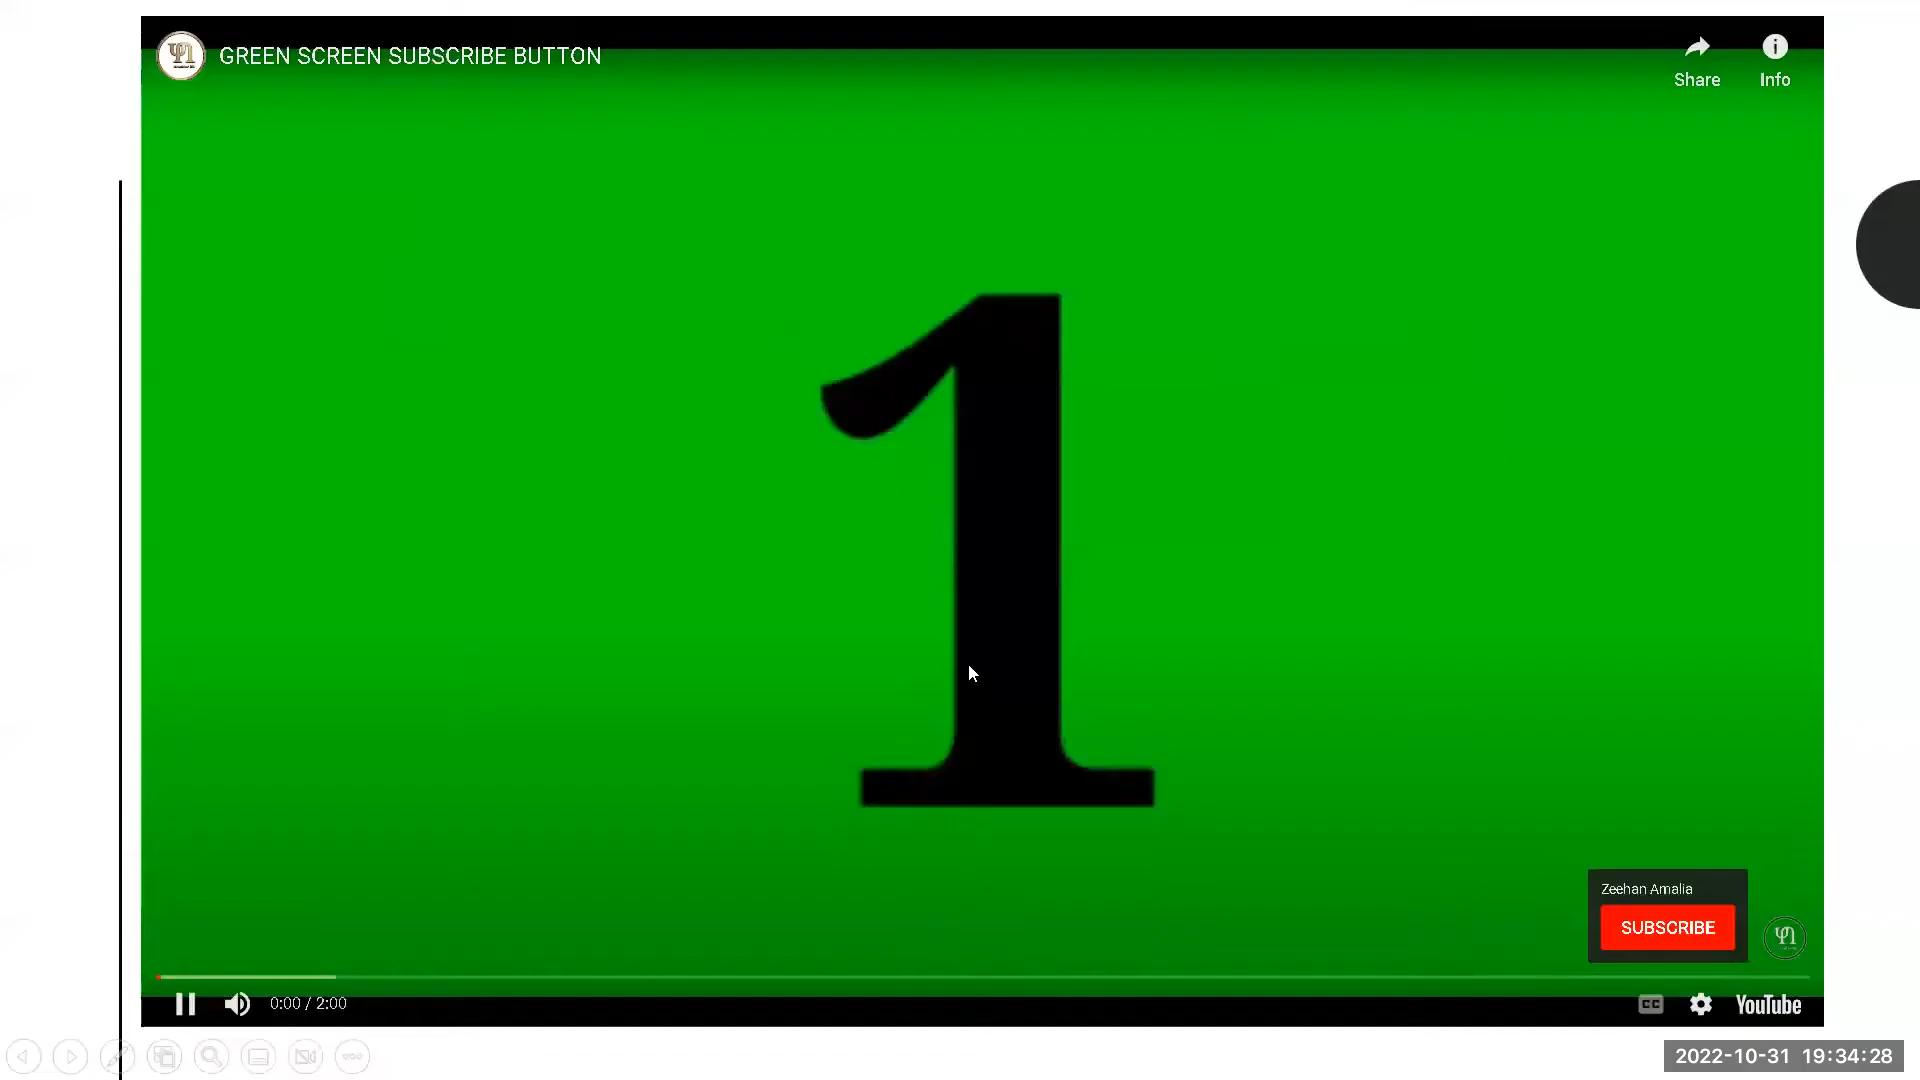 GREEN SCREEN SUBSCRIBE BUTTON
Share
Info
1
Zeehan Amalia
SUBSCRIBE
0:00 / 2:00
CC
YouTube
2022-10-31 19:34:28